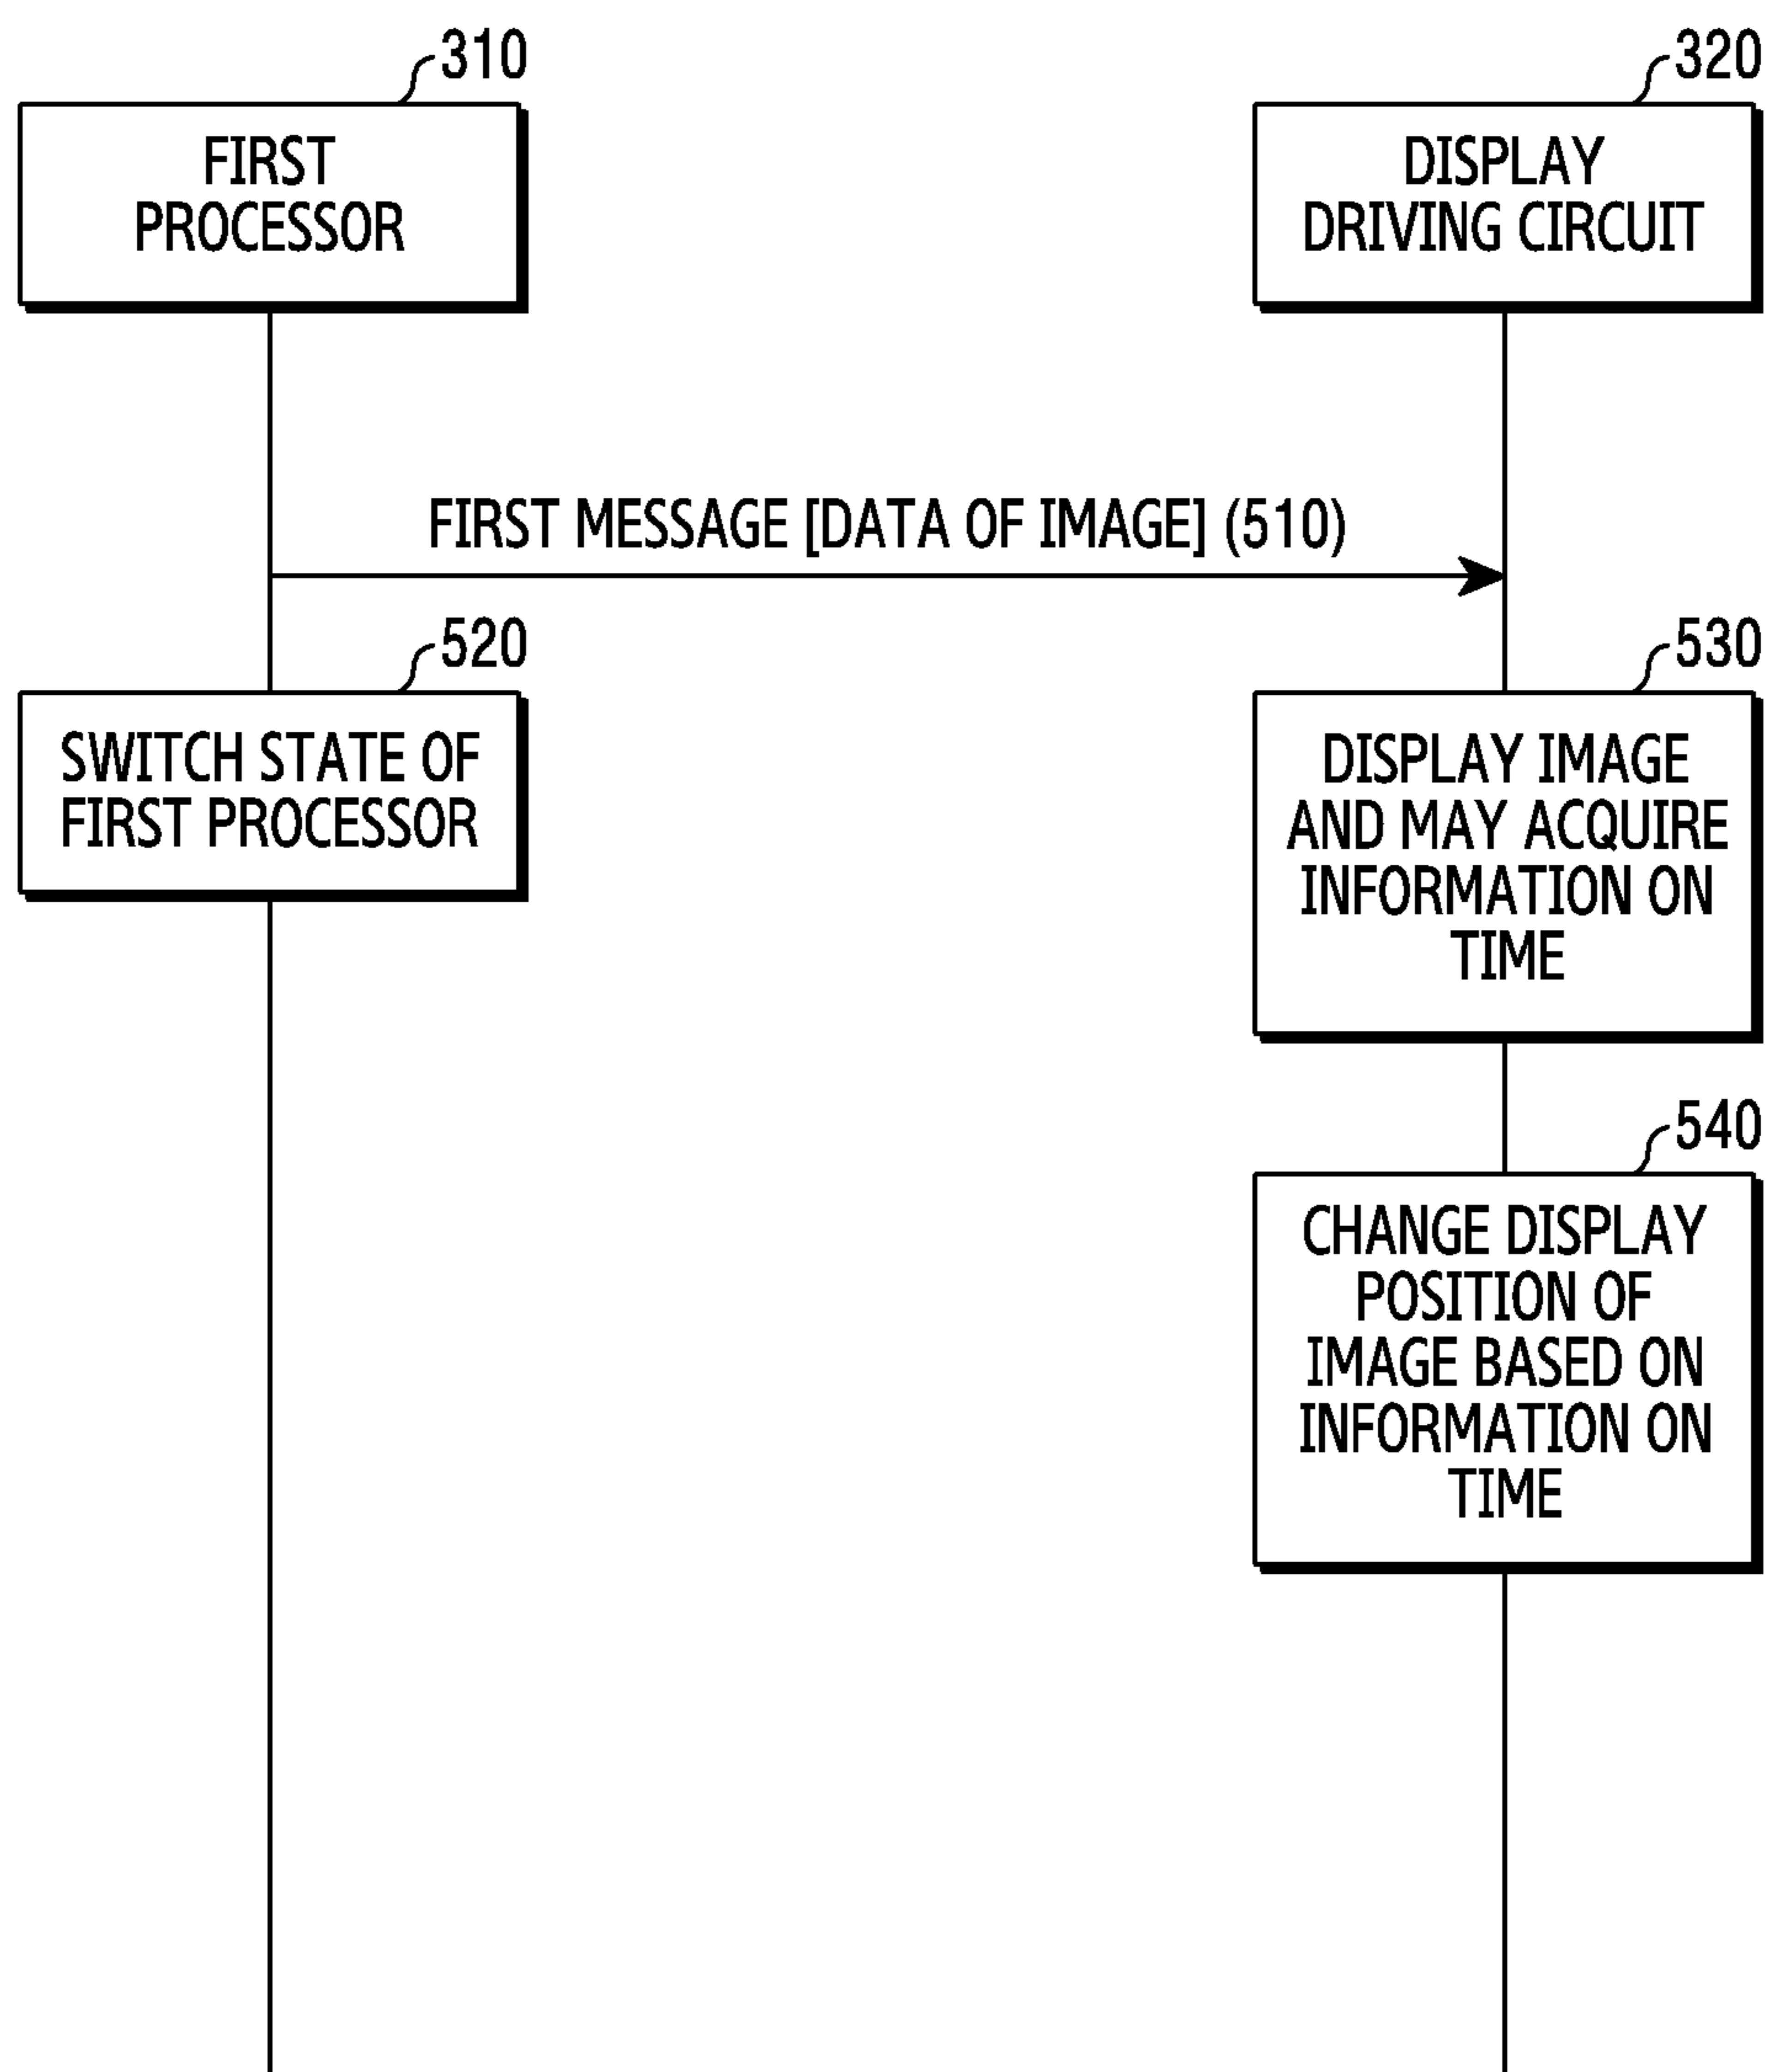 310
FIRST
PROCESSOR
320
DISPLAY
DRIVING CIRCUIT
FIRST MESSAGE [DATA OF IMAGE] (510)
520
SWITCH STATE OF
FIRST PROCESSOR
530
DISPLAY IMAGE
AND MAY ACQUIRE
INFORMATION ON
TIME
540
CHANGE DISPLAY
POSITION OF
IMAGE BASED ON
INFORMATION ON
TIME